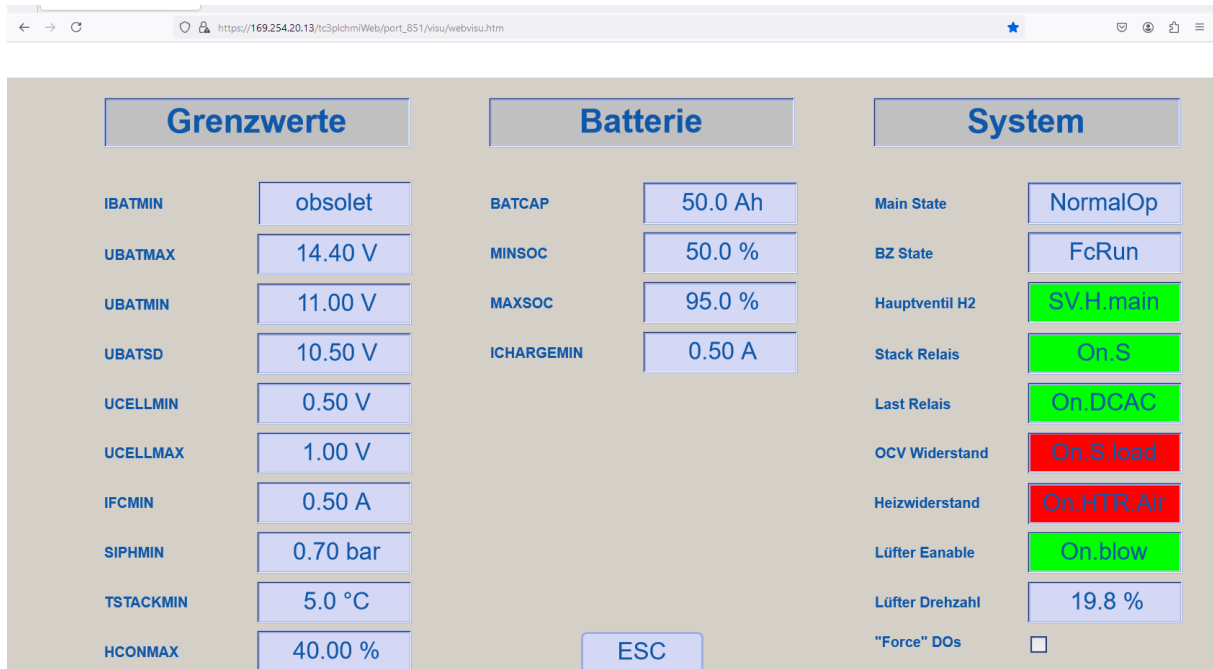 https://169.254.20.13/tc3plchmiWeb/port_851/visu/webvisu.htm
Grenzwerte
IBATMIN obsolet
UBATMAX 14.40 V
UBATMIN 11.00 V
UBATSD 10.50 V
UCELLMIN 0.50 V
UCELLMAX 1.00 V
IFCMIN 0.50 A
SIPHMIN 0.70 bar
TSTACKMIN 5.0 °C
HCONMAX 40.00 %
Batterie
BATCAP 50.0 Ah
MINSOC 50.0 %
MAXSOC 95.0 %
ICHARGEMIN 0.50 A
ESC
System
Main State NormalOp
BZ State FcRun
Hauptventil H2 SV.H.main
Stack Relais On.S
Last Relais On.DCAC
OCV Widerstand On.S.load
Heizwiderstand On.HTR.Air
Lüfter Eanable On.blow
Lüfter Drehzahl 19.8 %
"Force" DOs